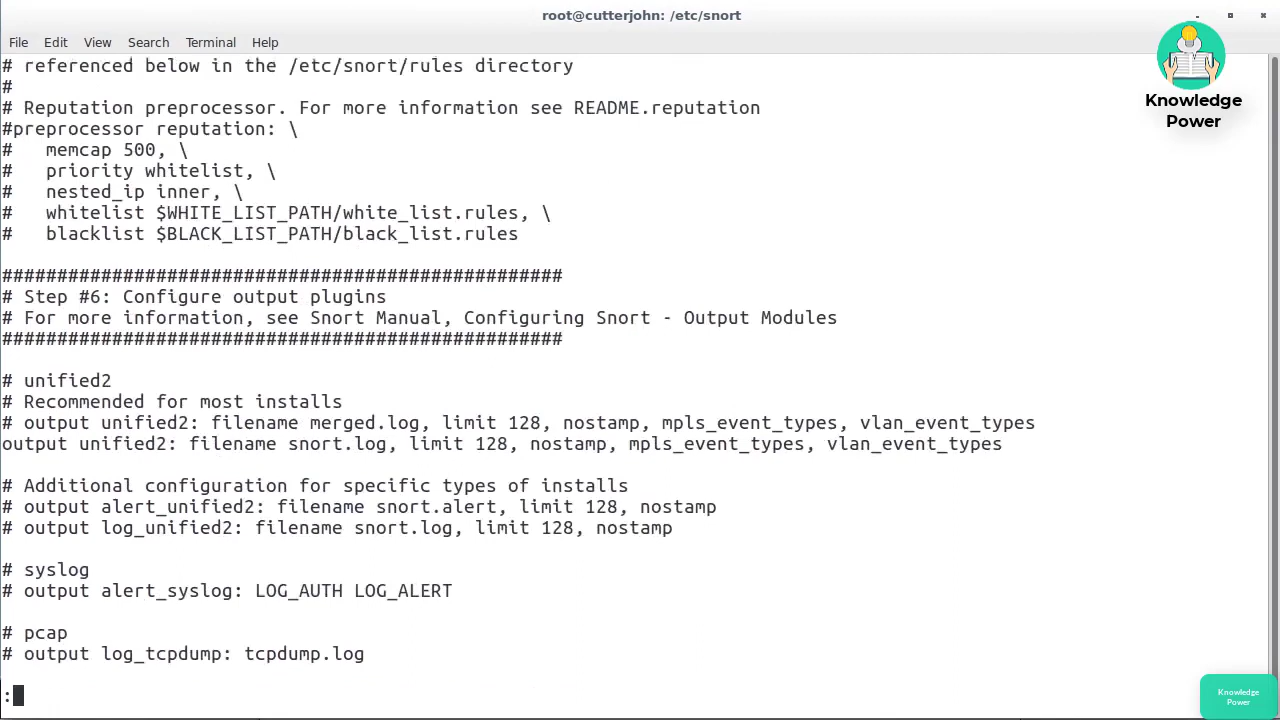 root@cutterjohn: /etc/snort
File Edit View Search Terminal Help
# referenced below in the /etc/snort/rules directory
#
# Reputation preprocessor. For more information see README.reputation
#preprocessor reputation: \
#   memcap 500, \
#   priority whitelist, \
#   nested_ip inner, \
#   whitelist $WHITE_LIST_PATH/white_list.rules, \
#   blacklist $BLACK_LIST_PATH/black_list.rules
###################################################
# Step #6: Configure output plugins
# For more information, see Snort Manual, Configuring Snort - Output Modules
###################################################
# unified2
# Recommended for most installs
# output unified2: filename merged.log, limit 128, nostamp, mpls_event_types, vlan_event_types
output unified2: filename snort.log, limit 128, nostamp, mpls_event_types, vlan_event_types
# Additional configuration for specific types of installs
# output alert_unified2: filename snort.alert, limit 128, nostamp
# output log_unified2: filename snort.log, limit 128, nostamp
# syslog
# output alert_syslog: LOG_AUTH LOG_ALERT
# pcap
# output log_tcpdump: tcpdump.log
:
Knowledge
Power
Knowledge
Power